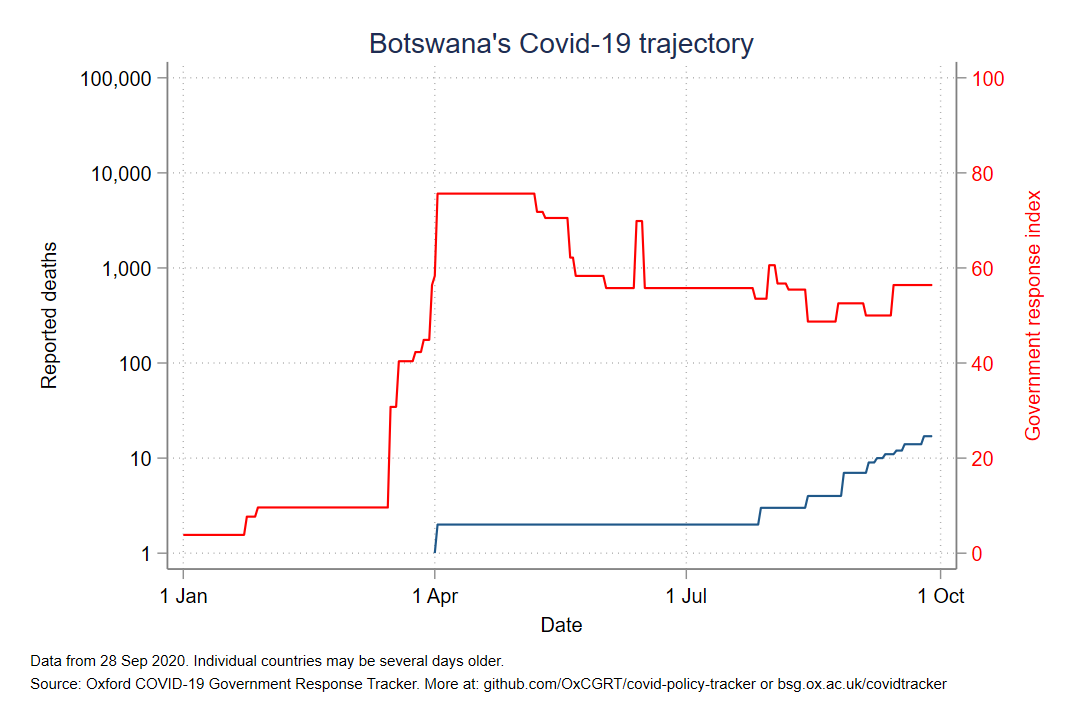 Botswana's Covid-19 trajectory
100,000
10,000
1,000
100
10
1
Reported deaths
100
80
60
40
20
0
Government response index
1 Jan
1 Apr
1 Jul
1 Oct
Date
Data from 28 Sep 2020. Individual countries may be several days older.
Source: Oxford COVID-19 Government Response Tracker. More at: github.com/OxCGRT/covid-policy-tracker or bsg.ox.ac.uk/covidtracker